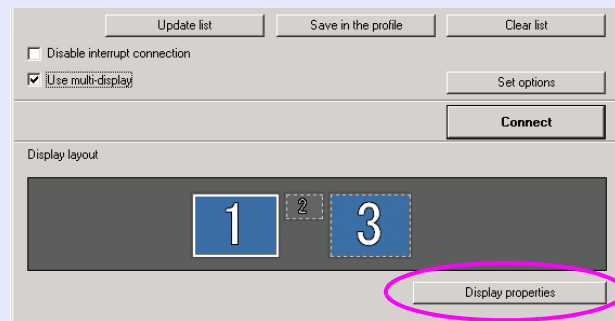 Update list Save in the profile Clear list
Disable interrupt connection
Use multi-display Set options
Connect
Display layout
1 2 3
Display properties